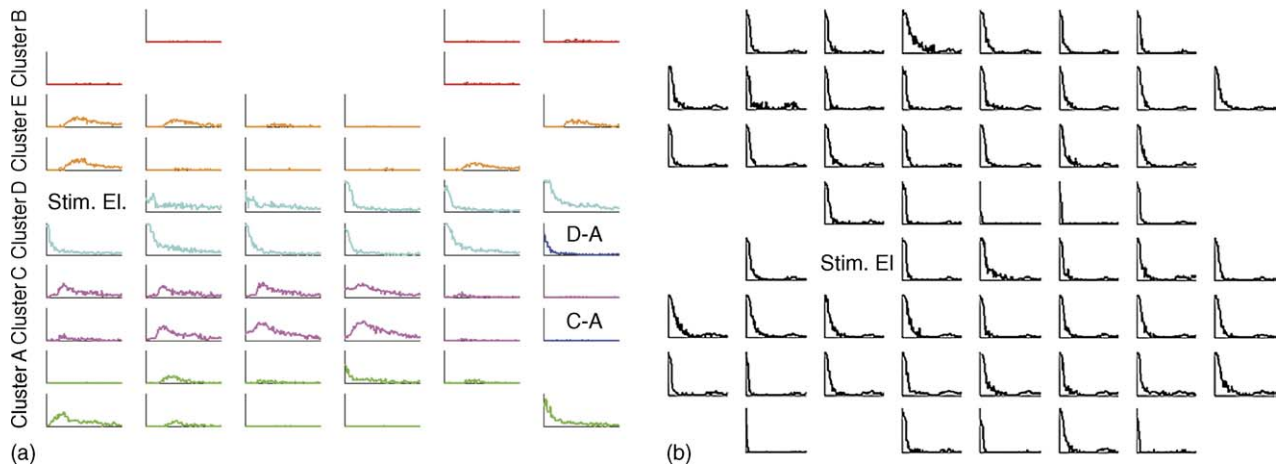 Cluster B
Cluster E
Cluster D
Cluster C
Cluster A
Stim. El.
D-A
C-A
(a)
Stim. El
(b)